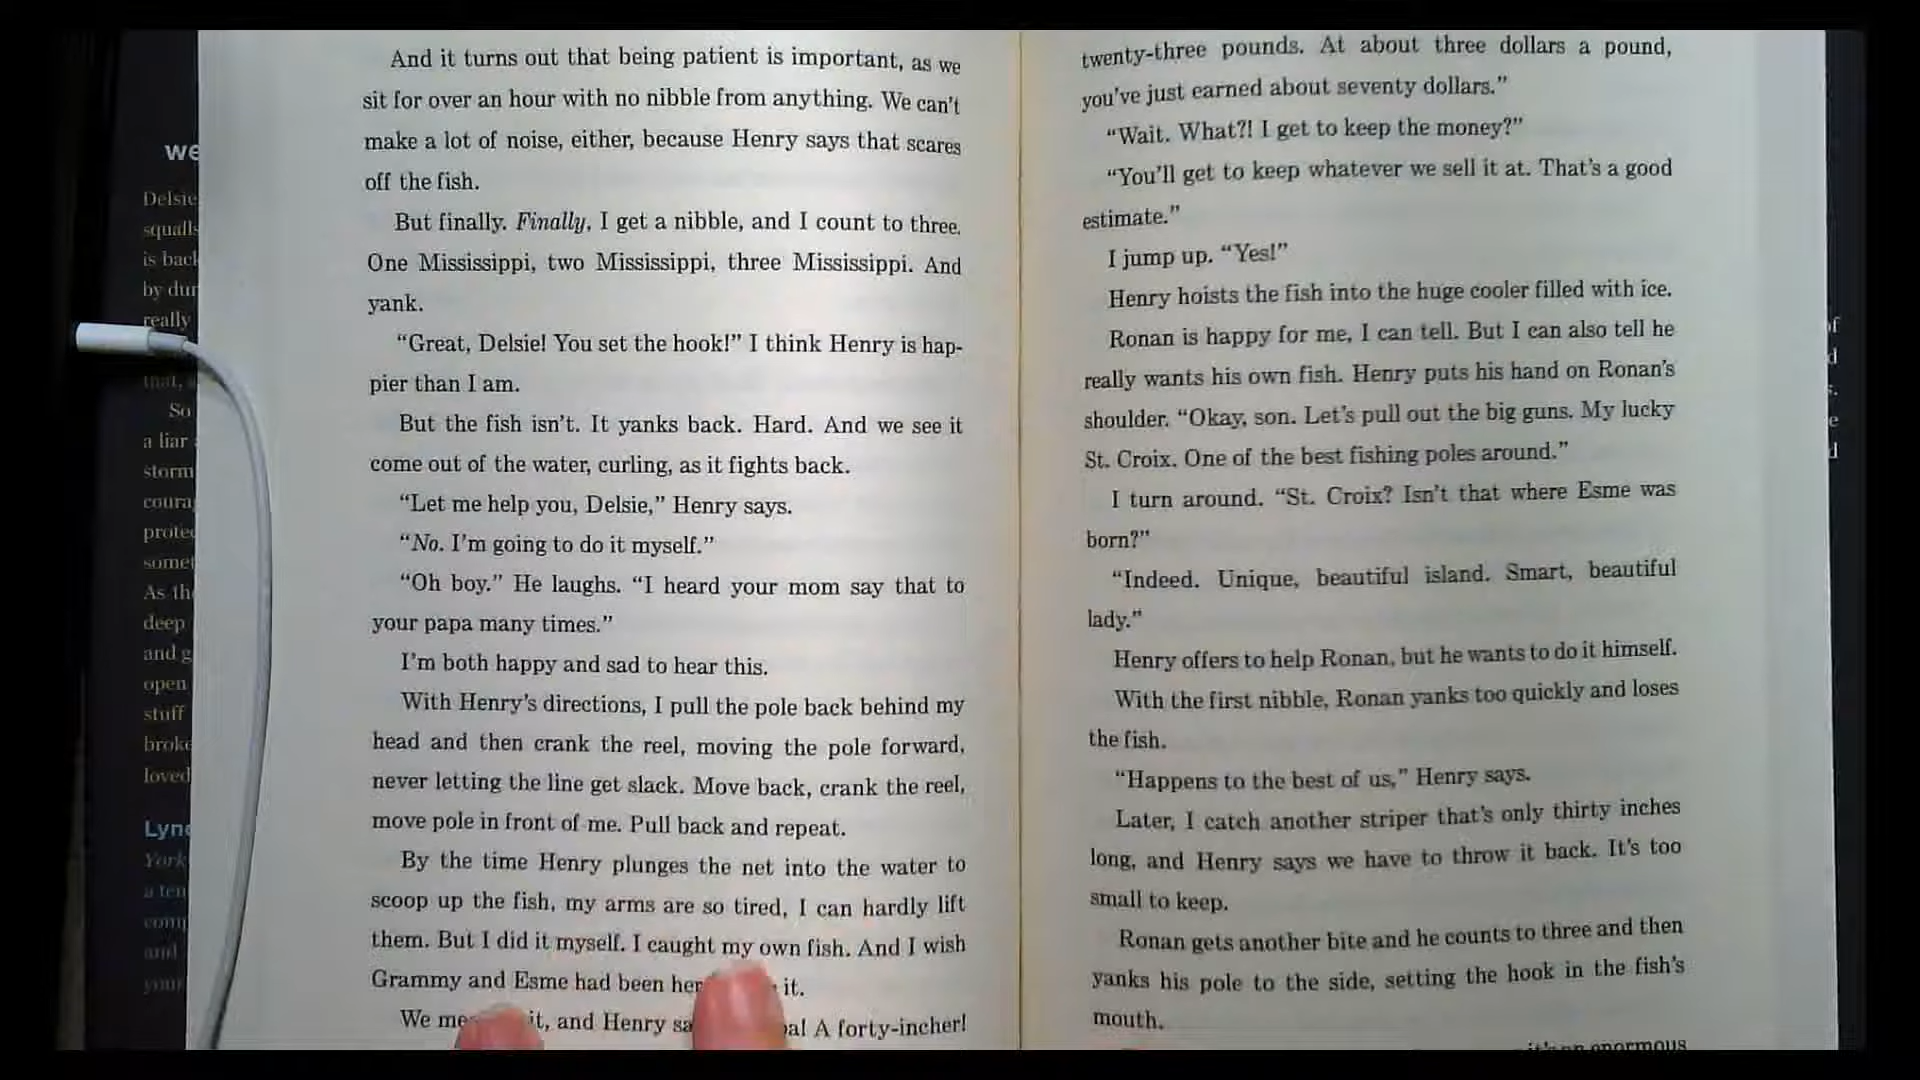 And it turns out that being patient is important, as we
sit for over an hour with no nibble from anything. We can't
make a lot of noise, either, because Henry says that scares
off the fish.
But finally. Finally, I get a nibble, and I count to three.
One Mississippi, two Mississippi, three Mississippi. And
yank.
“Great, Delsie! You set the hook!” I think Henry is hap-
pier than I am.
But the fish isn't. It yanks back. Hard. And we see it
come out of the water, curling, as it fights back.
“Let me help you, Delsie,” Henry says.
“No. I'm going to do it myself.”
“Oh boy.” He laughs. “I heard your mom say that to
your papa many times.”
I'm both happy and sad to hear this.
With Henry's directions, I pull the pole back behind my
head and then crank the reel, moving the pole forward,
never letting the line get slack. Move back, crank the reel,
move pole in front of me. Pull back and repeat.
By the time Henry plunges the net into the water to
scoop up the fish, my arms are so tired, I can hardly lift
them. But I did it myself. I caught my own fish. And I wish
Grammy and Esme had been it.
We it, and Henry A forty-incher!
twenty-three pounds. At about three dollars a pound,
you've just earned about seventy dollars.”
“Wait. What?! I get to keep the money?”
“You'll get to keep whatever we sell it at. That's a good
estimate.”
I jump up. “Yes!”
Henry hoists the fish into the huge cooler filled with ice.
Ronan is happy for me, I can tell. But I can also tell he
really wants his own fish. Henry puts his hand on Ronan's
shoulder. “Okay, son. Let's pull out the big guns. My lucky
St. Croix. One of the best fishing poles around.”
I turn around. “St. Croix? Isn't that where Esme was
born?”
“Indeed. Unique, beautiful island. Smart, beautiful
lady.”
Henry offers to help Ronan, but he wants to do it himself.
With the first nibble, Ronan yanks too quickly and loses
the fish.
“Happens to the best of us,” Henry says.
Later, I catch another striper that's only thirty inches
long, and Henry says we have to throw it back. It's too
small to keep.
Ronan gets another bite and he counts to three and then
yanks his pole to the side, setting the hook in the fish's
mouth.
enormous
we
Delsie
squalls
is back
by
really
that,
So
a liar
storm
deep
and
open
stuff
loved
York
a
and
your